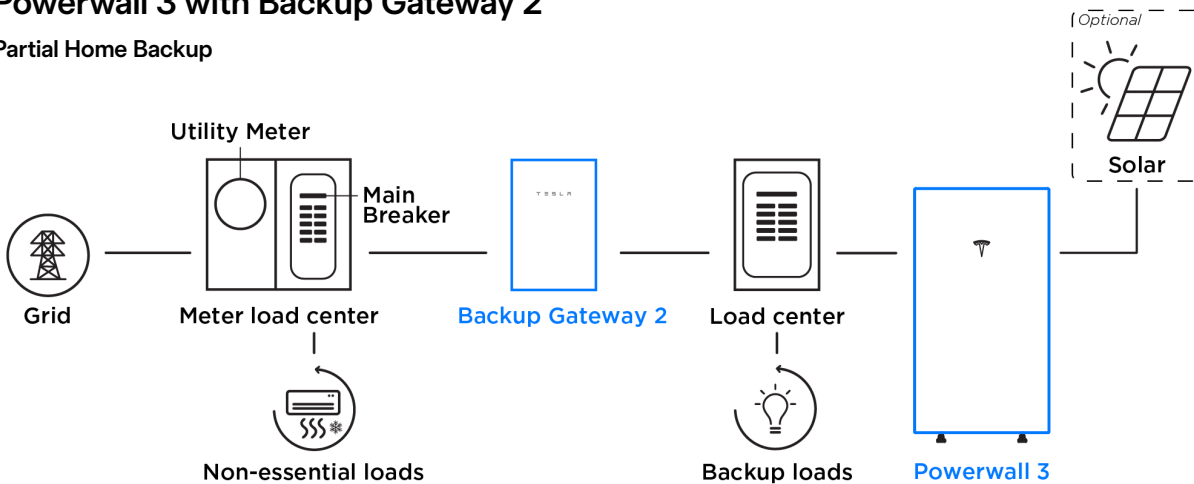 Powerwall 3 with Backup Gateway 2
Partial Home Backup
Optional
Solar
Utility Meter
Main
Breaker
TESLA
Grid
Meter load center
Backup Gateway 2
Load center
Non-essential loads
Backup loads
Powerwall 3